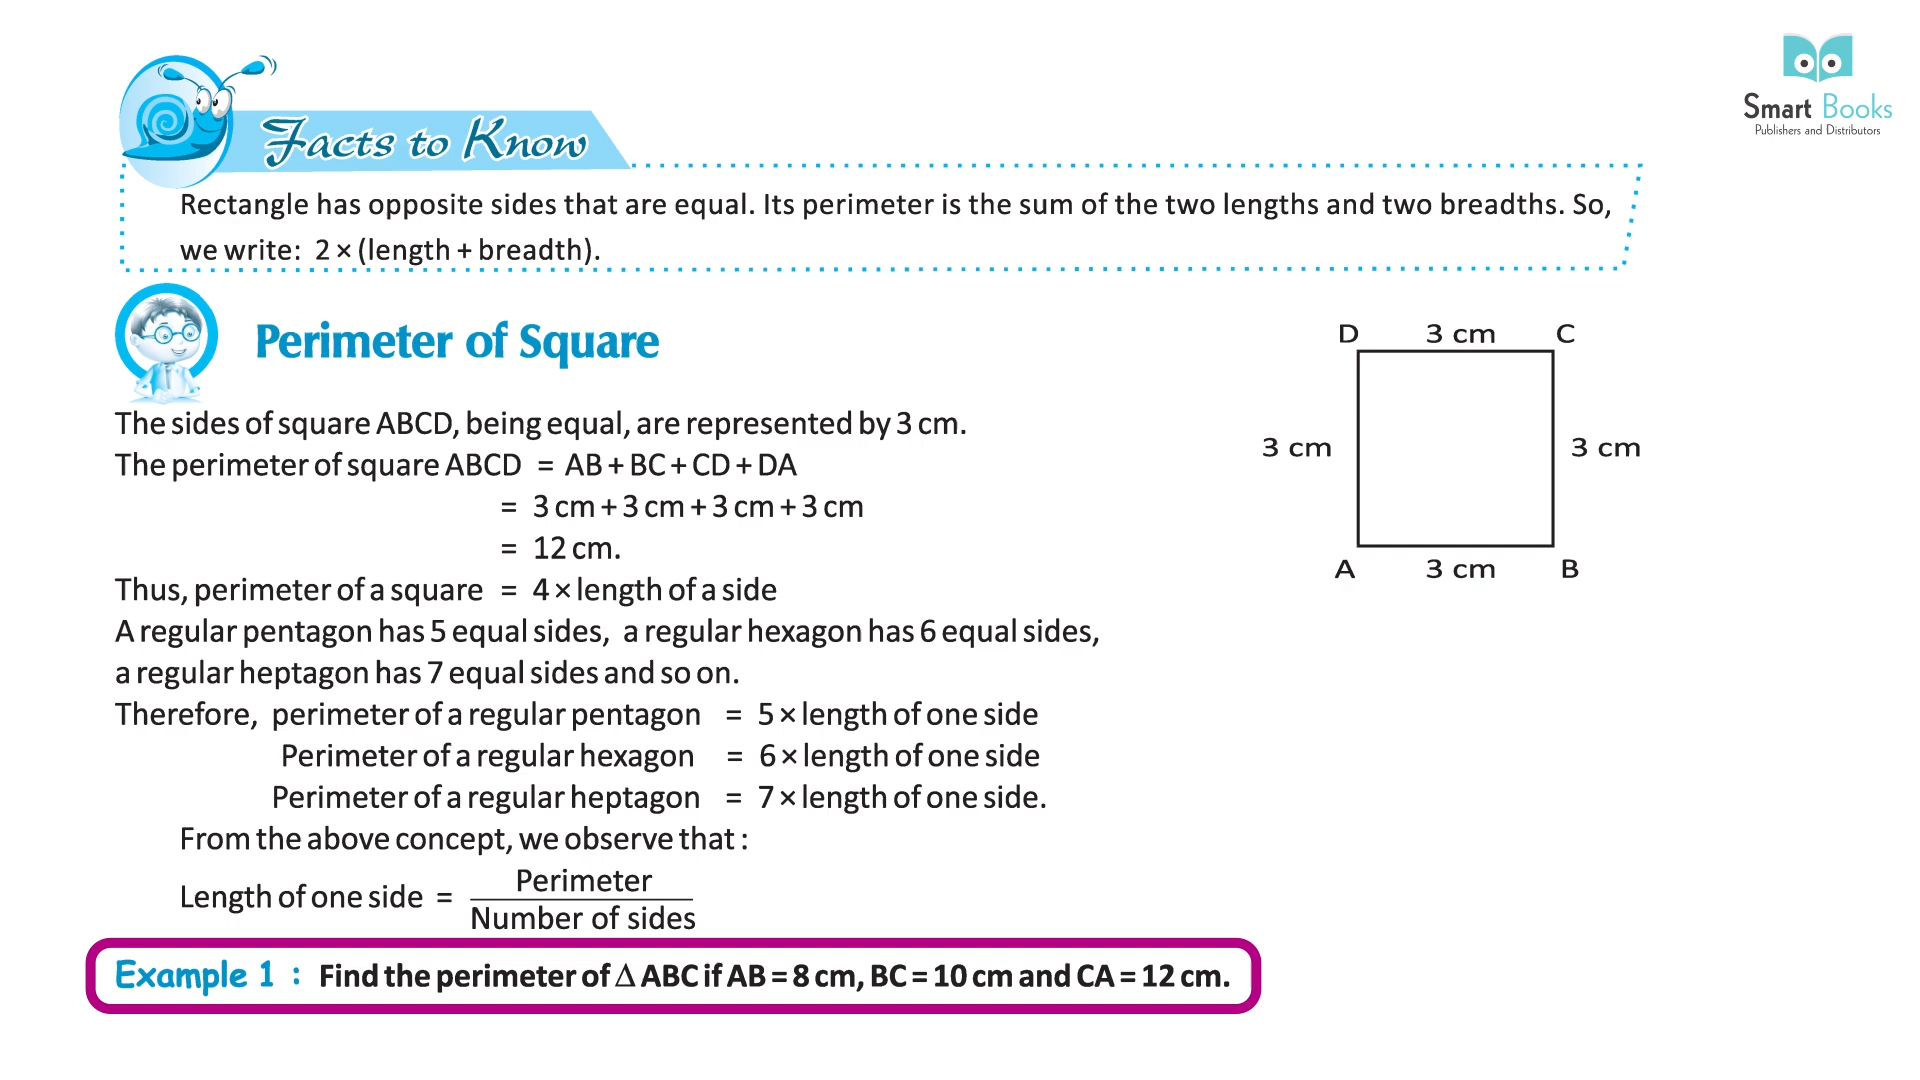 Smart Books
Publishers and Distributors
Facts to Know
Rectangle has opposite sides that are equal. Its perimeter is the sum of the two lengths and two breadths. So,
we write: 2 × (length + breadth).
Perimeter of Square
D 3 cm C
3 cm 3 cm
A 3 cm B
The sides of square ABCD, being equal, are represented by 3 cm.
The perimeter of square ABCD = AB + BC + CD + DA
= 3 cm + 3 cm + 3 cm + 3 cm
= 12 cm.
Thus, perimeter of a square = 4 × length of a side
A regular pentagon has 5 equal sides, a regular hexagon has 6 equal sides,
a regular heptagon has 7 equal sides and so on.
Therefore, perimeter of a regular pentagon = 5 × length of one side
Perimeter of a regular hexagon = 6 × length of one side
Perimeter of a regular heptagon = 7 × length of one side.
From the above concept, we observe that :
Length of one side = Perimeter
Number of sides
Example 1 : Find the perimeter of Δ ABC if AB = 8 cm, BC = 10 cm and CA = 12 cm.